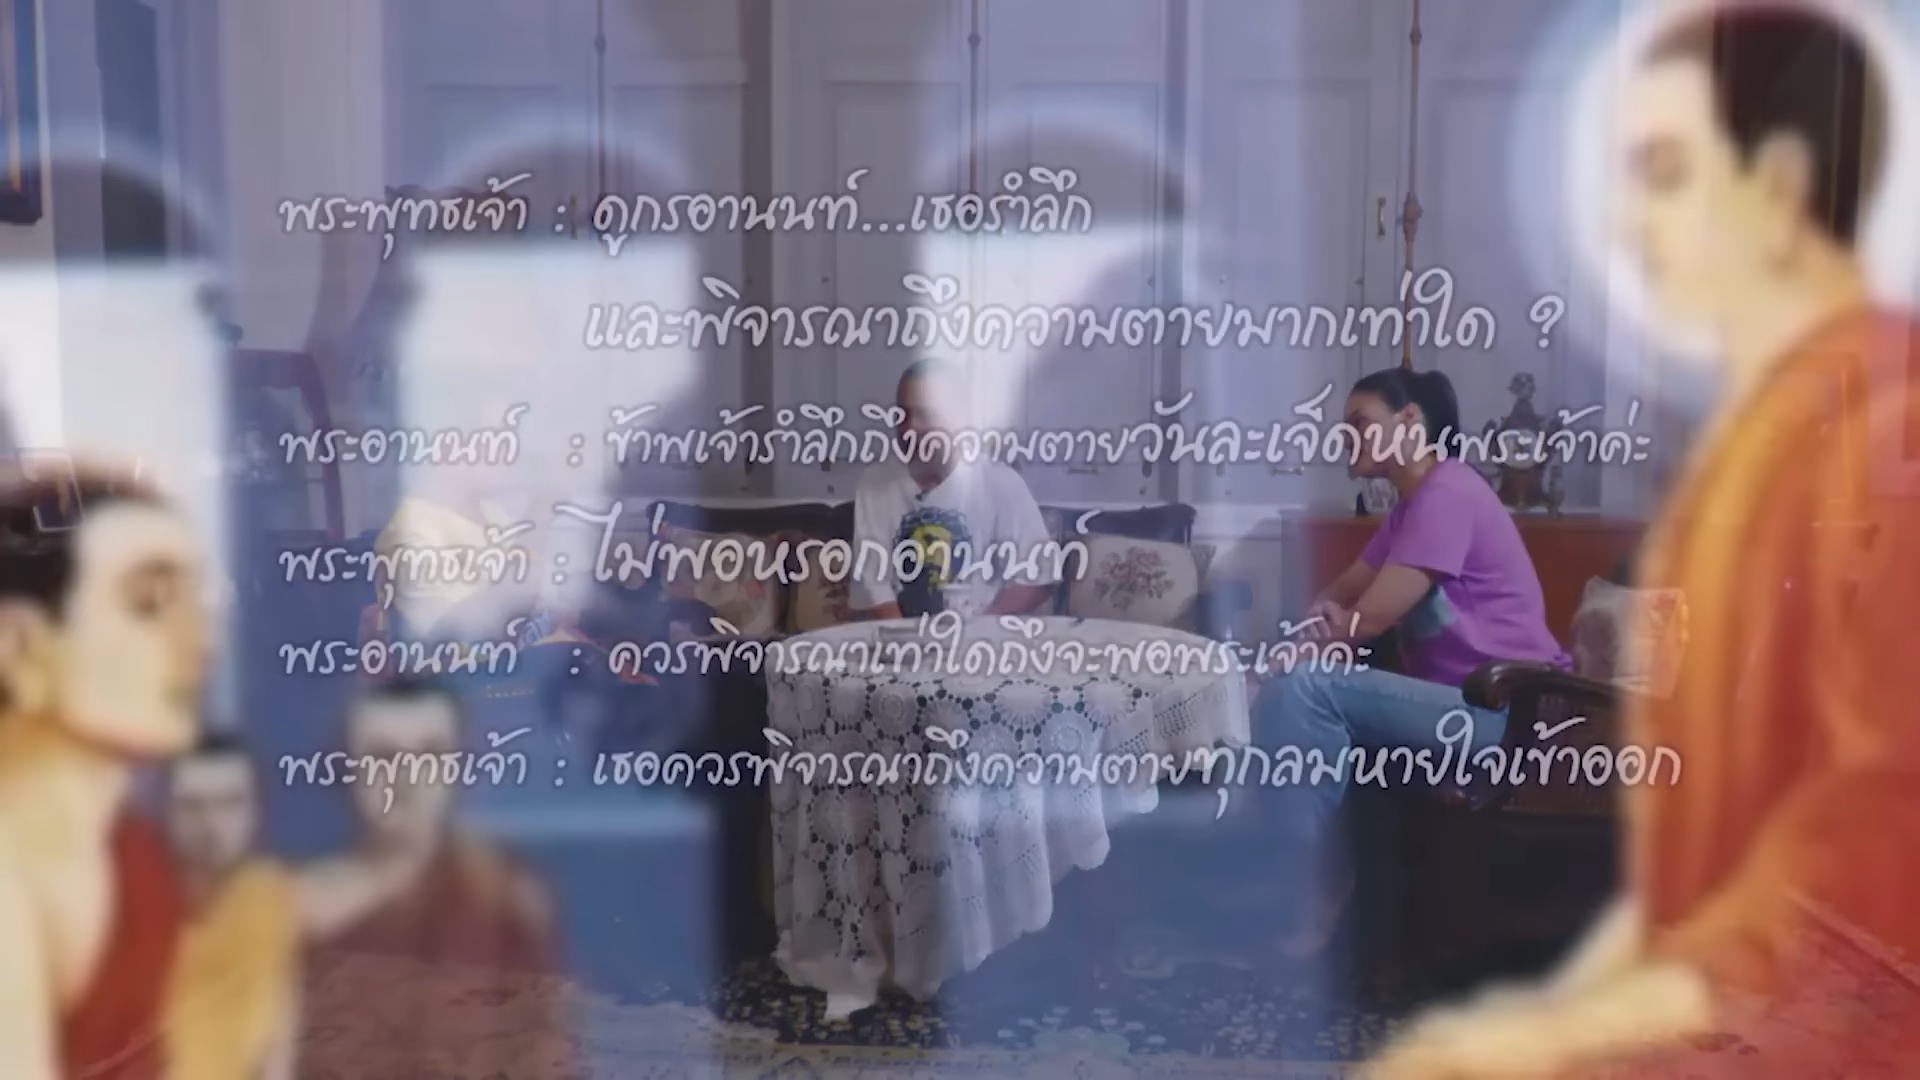 พระพุทธเจ้า : ดูกรอานนท์...เธอรำลึก
และพิจารณาถึงความตายมากเท่าใด ?
พระอานนท์ : ข้าพเจ้ารำลึกถึงความตายวันละเจ็ดหนพระเจ้าค่ะ
พระพุทธเจ้า : ไม่พอหรอกอานนท์
พระอานนท์ : ควรพิจารณาเท่าใดถึงจะพอพระเจ้าค่ะ
พระพุทธเจ้า : เธอควรพิจารณาถึงความตายทุกลมหายใจเข้าออก